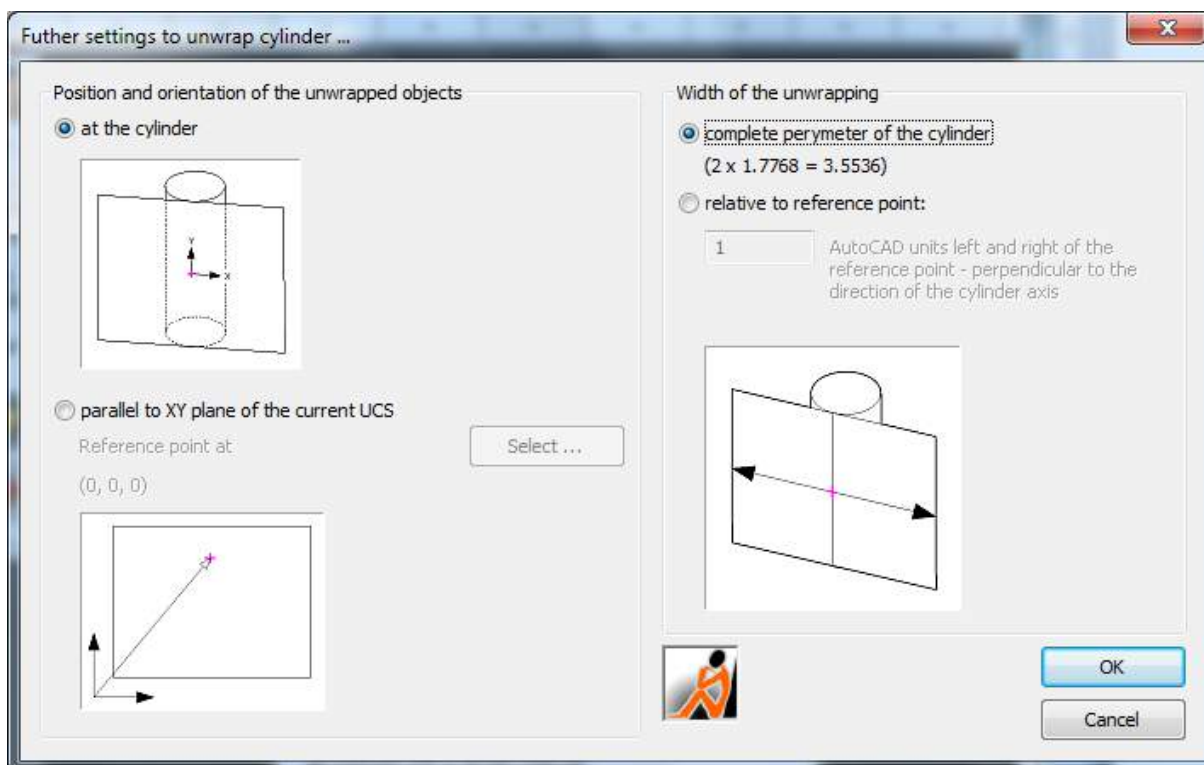 Futher settings to unwrap cylinder ...
Position and orientation of the unwrapped objects
at the cylinder
Y
X
parallel to XY plane of the current UCS
Reference point at
Select ...
(0, 0, 0)
Width of the unwrapping
complete perymeter of the cylinder
(2 x 1.7768 = 3.5536)
relative to reference point:
1
AutoCAD units left and right of the
reference point - perpendicular to the
direction of the cylinder axis
OK
Cancel